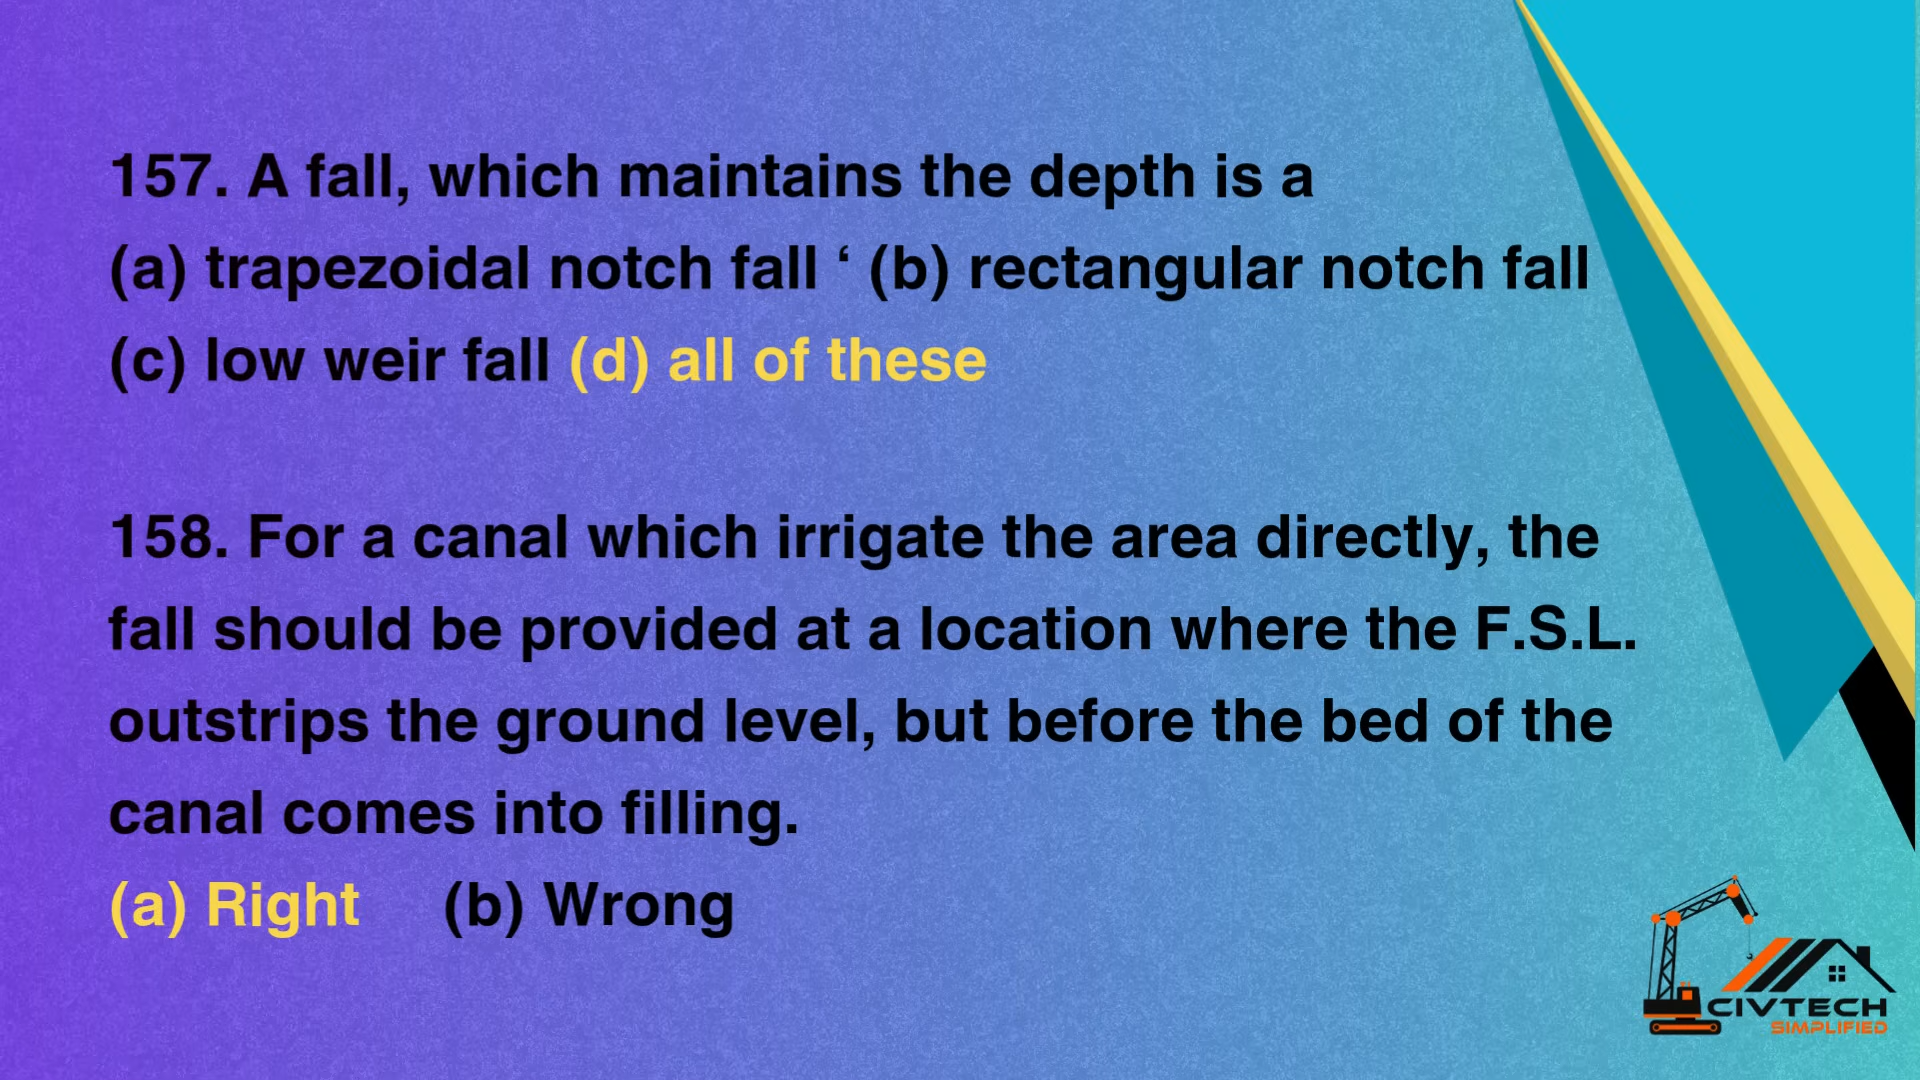 157. A fall, which maintains the depth is a
(a) trapezoidal notch fall ‘ (b) rectangular notch fall
(c) low weir fall (d) all of these
158. For a canal which irrigate the area directly, the
fall should be provided at a location where the F.S.L.
outstrips the ground level, but before the bed of the
canal comes into filling.
(a) Right (b) Wrong
CIVTECH
SIMPLIFIED